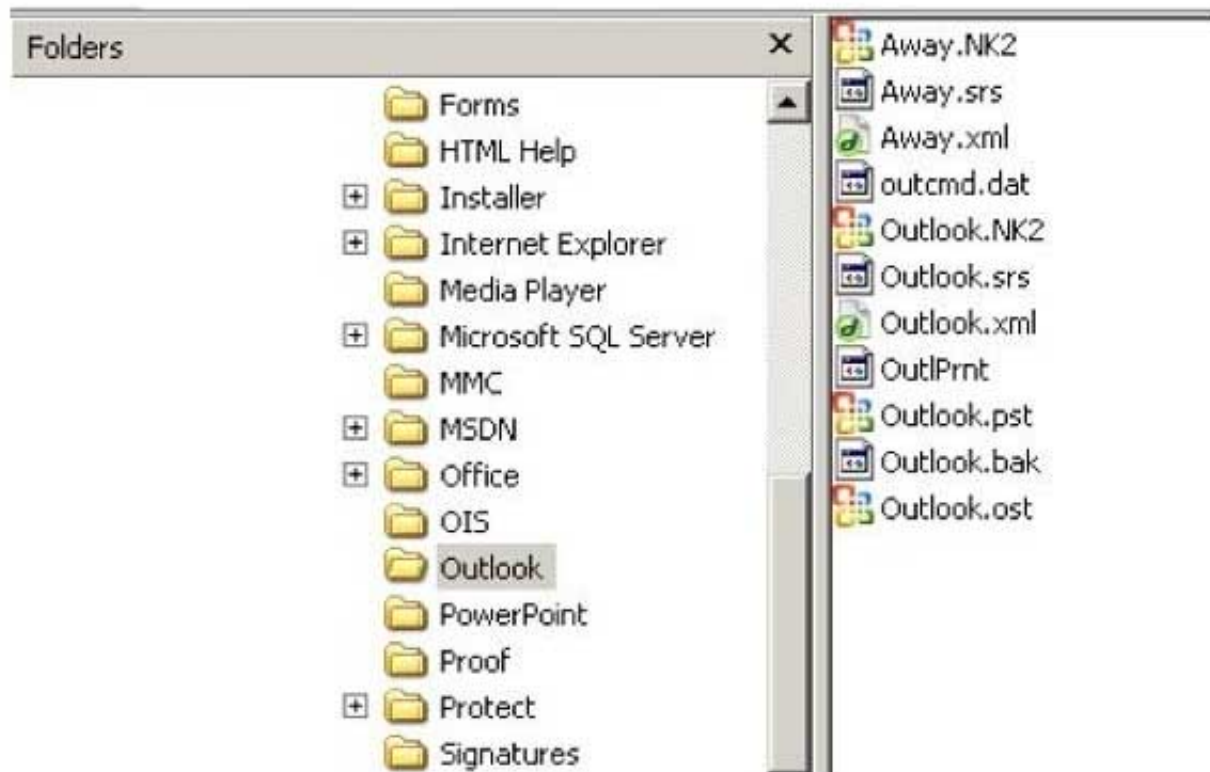 Folders
Forms
HTML Help
Installer
Internet Explorer
Media Player
Microsoft SQL Server
MMC
MSDN
Office
OIS
Outlook
PowerPoint
Proof
Protect
Signatures
Away.NK2
Away.srs
Away.xml
outcmd.dat
Outlook.NK2
Outlook.srs
Outlook.xml
OutlPrnt
Outlook.pst
Outlook.bak
Outlook.ost